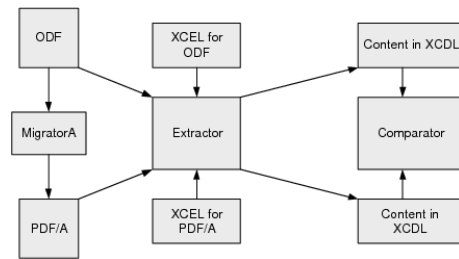 ODF
XCEL for
ODF
Content in XCDL
MigratorA
Extractor
Comparator
PDF/A
XCEL for
PDF/A
Content in
XCDL